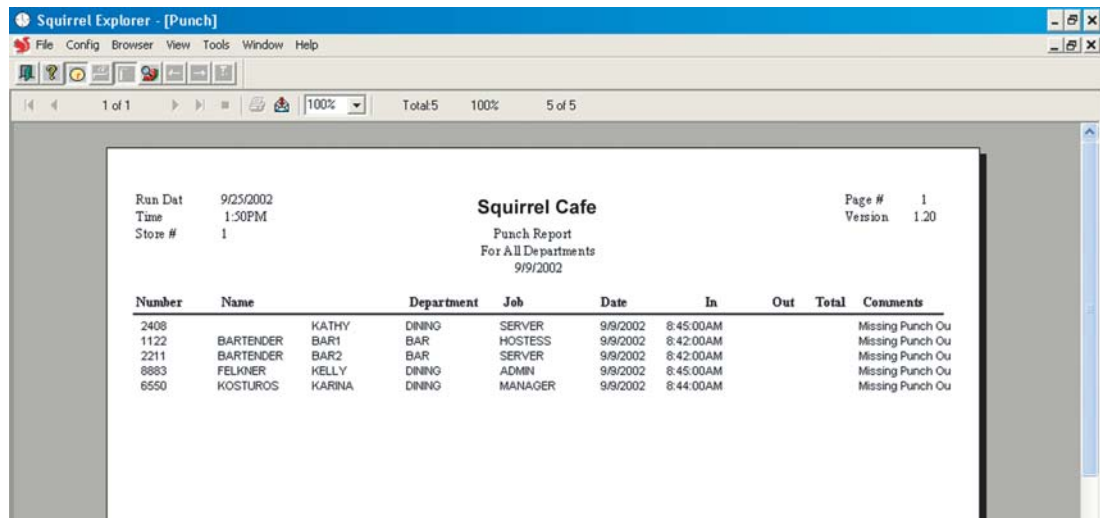 Squirrel Explorer - [Punch]
File Config Browser View Tools Window Help
1 of 1 100% Total:5 100% 5 of 5
Run Dat 9/25/2002
Time 1:50PM
Store # 1
Squirrel Cafe
Punch Report
For All Departments
9/9/2002
Page # 1
Version 1.20
Number Name Department Job Date In Out Total Comments
2408 KATHY DINING SERVER 9/9/2002 8:45:00AM Missing Punch Ou
1122 BARTENDER BAR1 BAR HOSTESS 9/9/2002 8:42:00AM Missing Punch Ou
2211 BARTENDER BAR2 BAR SERVER 9/9/2002 8:42:00AM Missing Punch Ou
8883 FELKNER KELLY DINING ADMIN 9/9/2002 8:45:00AM Missing Punch Ou
6550 KOSTUROS KARINA DINING MANAGER 9/9/2002 8:44:00AM Missing Punch Ou